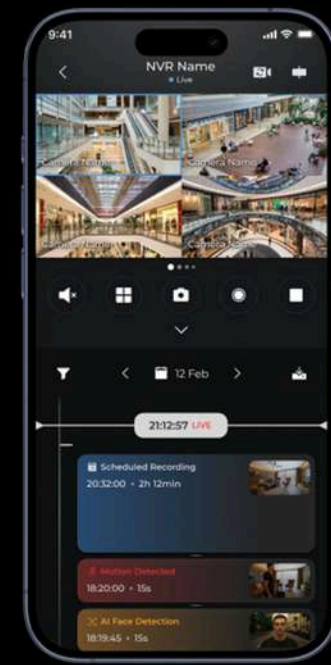 9:41
NVR Name
Live
Camera Name
Camera Name
Camera Name
Camera Name
12 Feb
21:12:57 LIVE
Scheduled Recording
20:32:00 • 2h 12min
Motion Detected
18:20:00 • 15s
AI Face Detection
18:19:45 • 15s